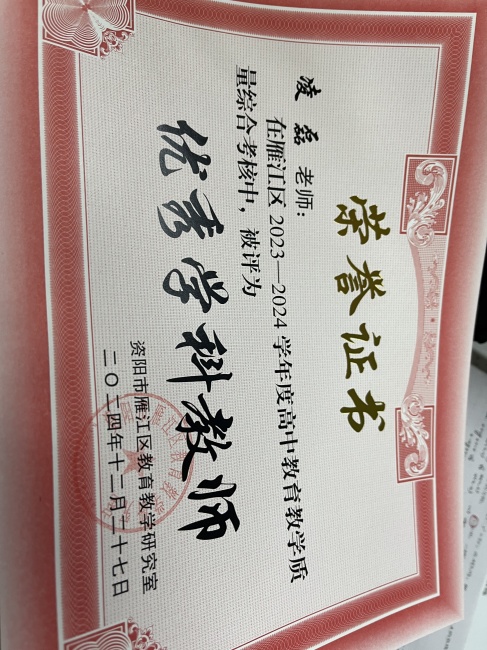 荣誉证书
凌磊 老师:
在雁江区 2023—2024 学年度高中教育教学质
量综合考核中，被评为
优秀学科教师
资阳市雁江区教育教学研究室
二〇二四年十二月二十七日